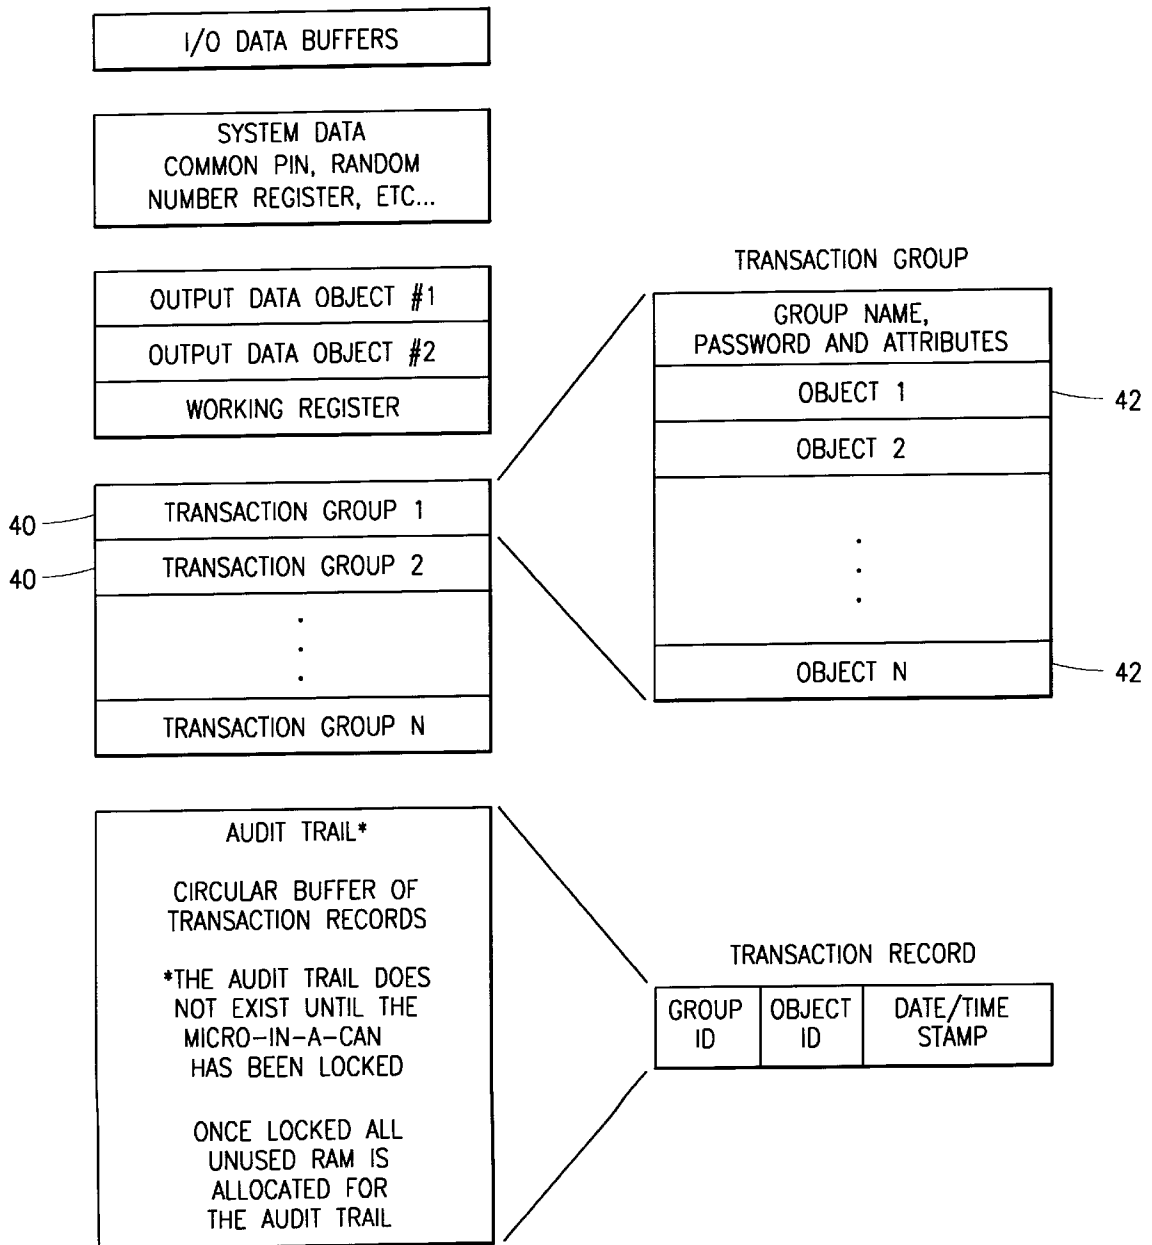 I/O DATA BUFFERS
SYSTEM DATA
COMMON PIN, RANDOM
NUMBER REGISTER, ETC...
OUTPUT DATA OBJECT #1
OUTPUT DATA OBJECT #2
WORKING REGISTER
40
TRANSACTION GROUP 1
40
TRANSACTION GROUP 2
TRANSACTION GROUP N
TRANSACTION GROUP
GROUP NAME,
PASSWORD AND ATTRIBUTES
OBJECT 1
42
OBJECT 2
OBJECT N
42
AUDIT TRAIL*
CIRCULAR BUFFER OF
TRANSACTION RECORDS
*THE AUDIT TRAIL DOES
NOT EXIST UNTIL THE
MICRO-IN-A-CAN
HAS BEEN LOCKED
ONCE LOCKED ALL
UNUSED RAM IS
ALLOCATED FOR
THE AUDIT TRAIL
TRANSACTION RECORD
GROUP
ID
OBJECT
ID
DATE/TIME
STAMP